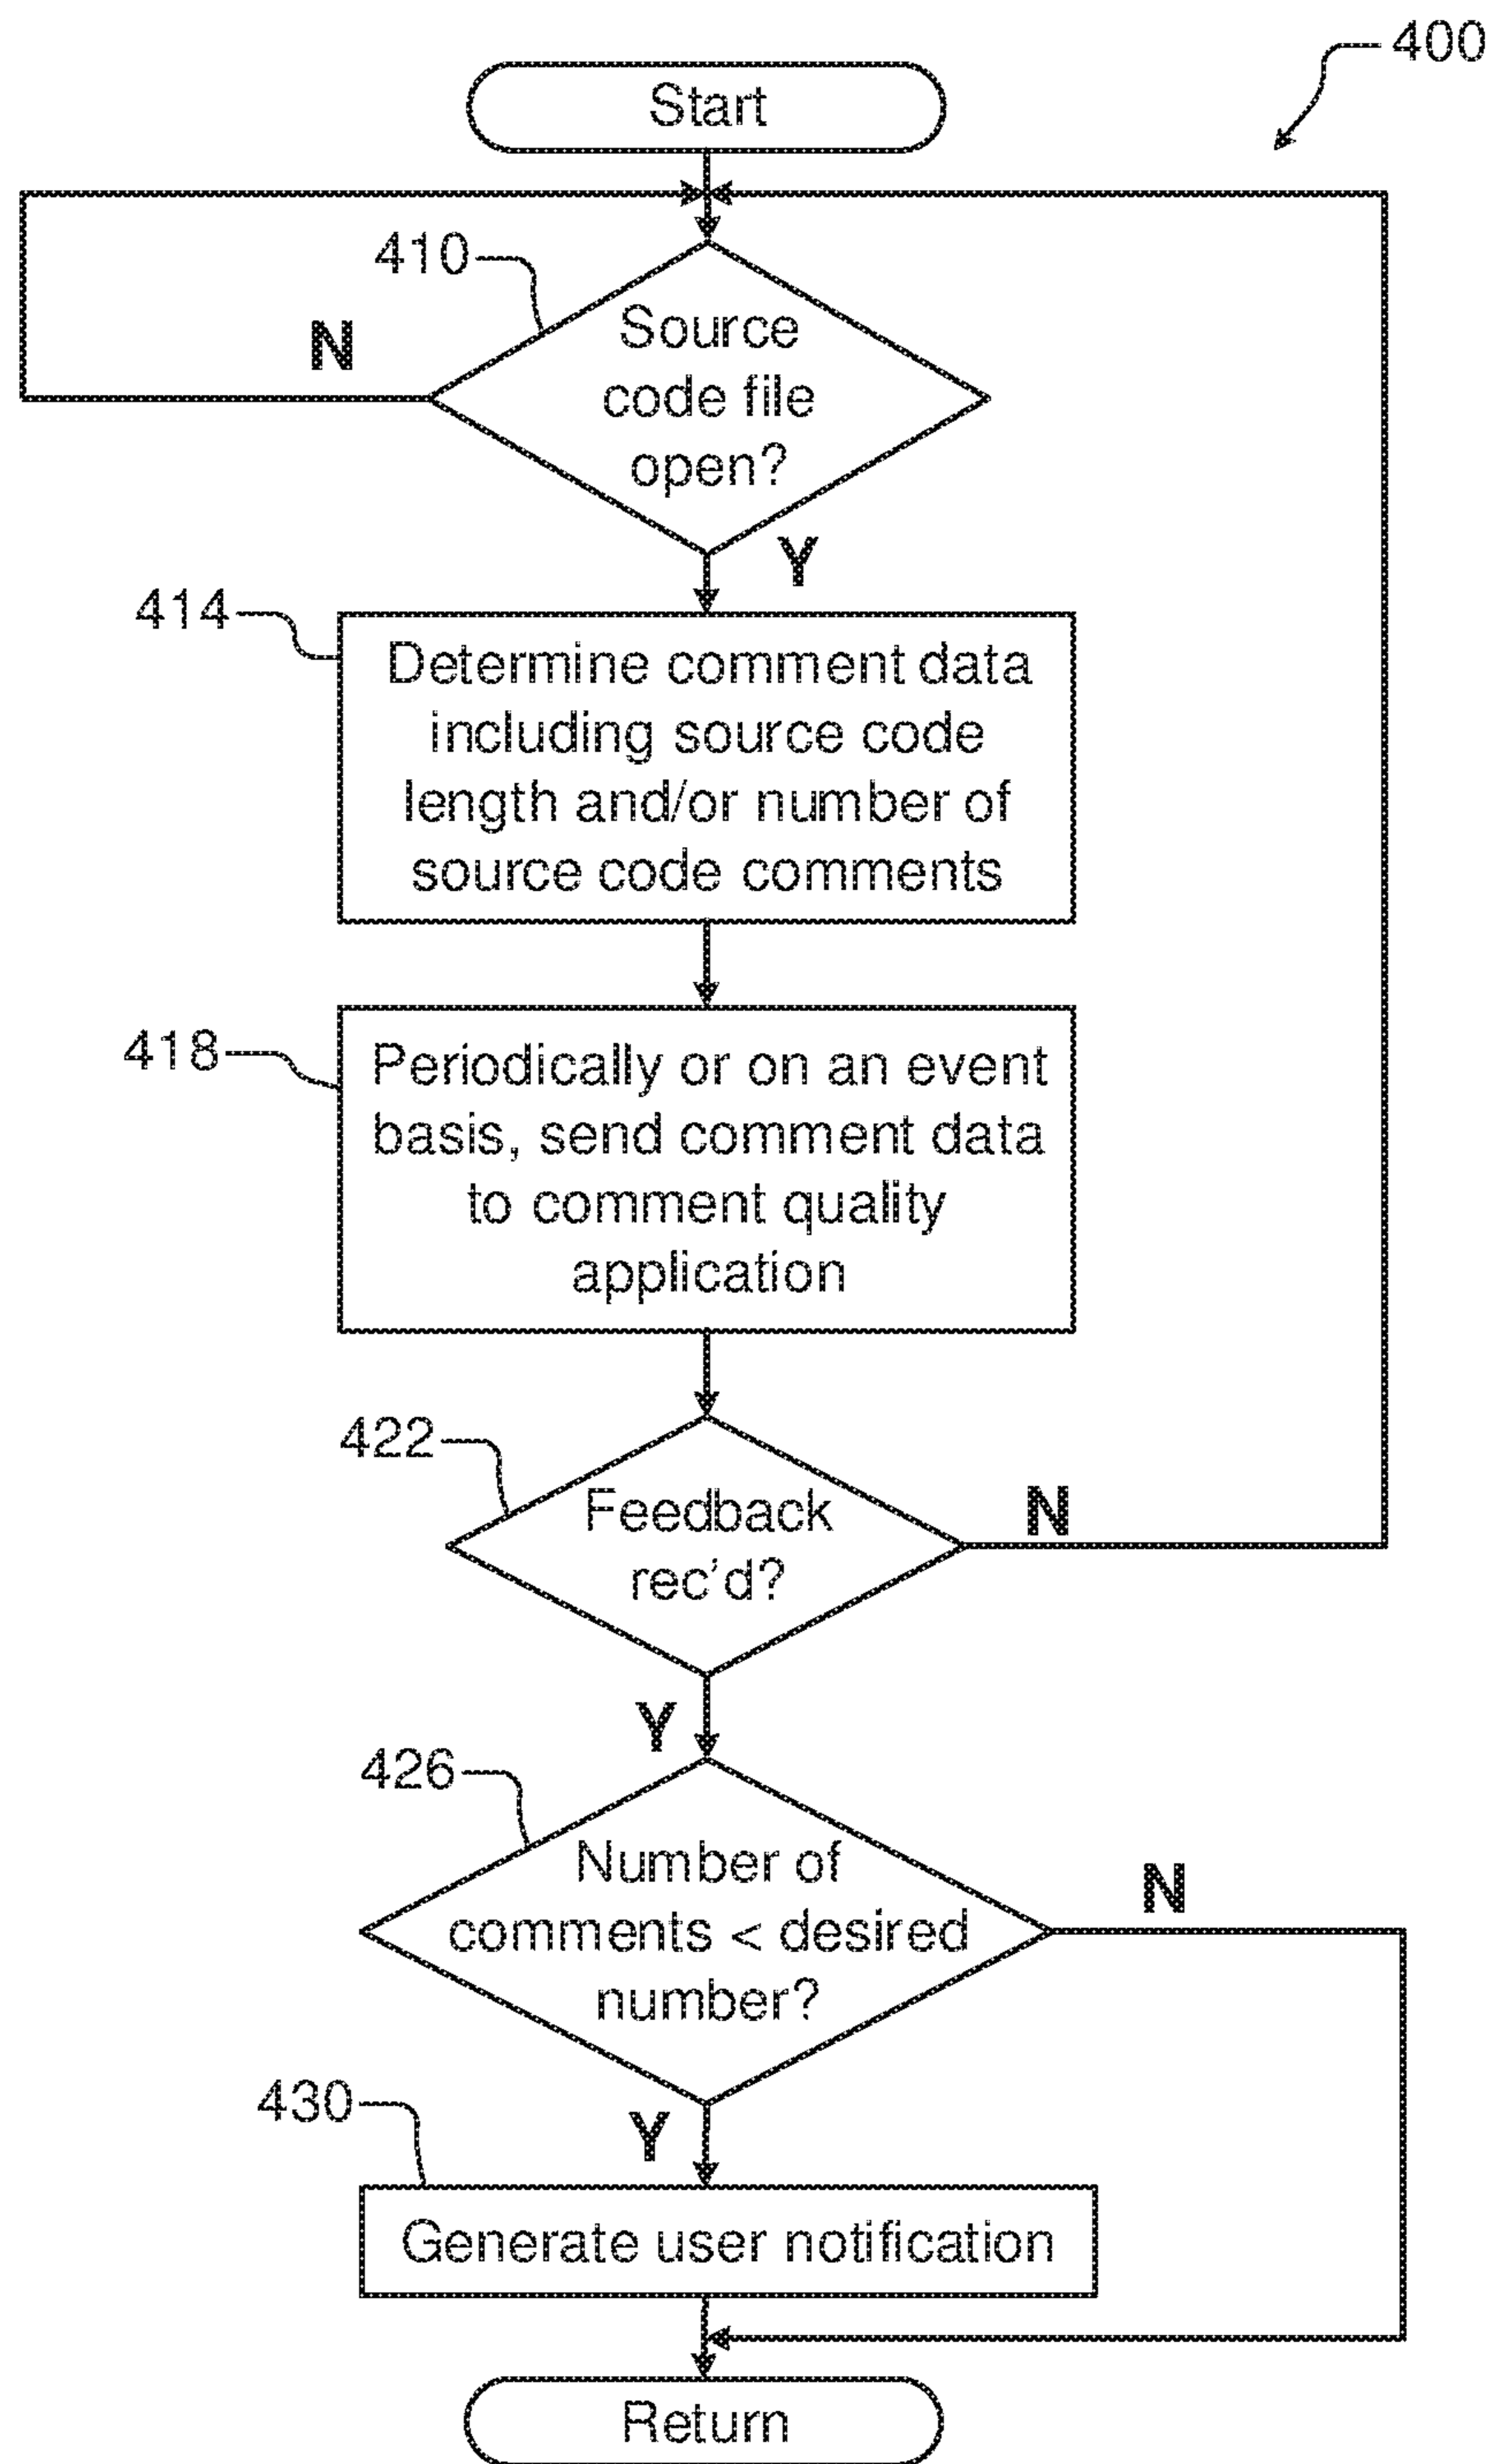 400
Start
410
N
Source
code file
open?
Y
414
Determine comment data
including source code
length and/or number of
source code comments
418
Periodically or on an event
basis, send comment data
to comment quality
application
422
Feedback
rec'd?
N
Y
426
Number of
comments < desired
number?
N
430
Y
Generate user notification
Return